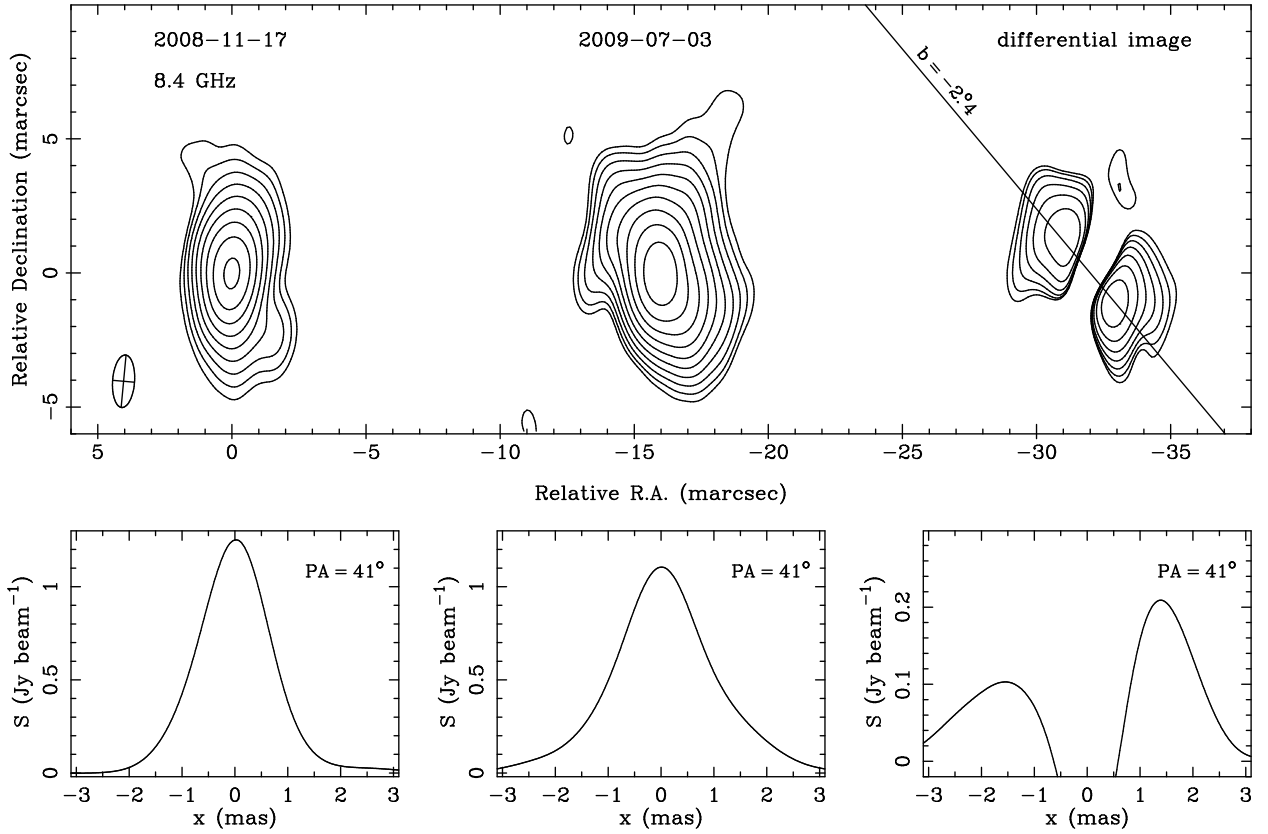 2008−11−17
2009−07−03
differential image
8.4 GHz
b = −2°.4
Relative Declination (marcsec)
5
0
−5
5 0 −5 −10 −15 −20 −25 −30 −35
Relative R.A. (marcsec)
S (Jy beam−1)
1
0.5
0
PA = 41°
−3 −2 −1 0 1 2 3
x (mas)
S (Jy beam−1)
1
0.5
0
PA = 41°
−3 −2 −1 0 1 2 3
x (mas)
S (Jy beam−1)
0.2
0.1
0
PA = 41°
−3 −2 −1 0 1 2 3
x (mas)